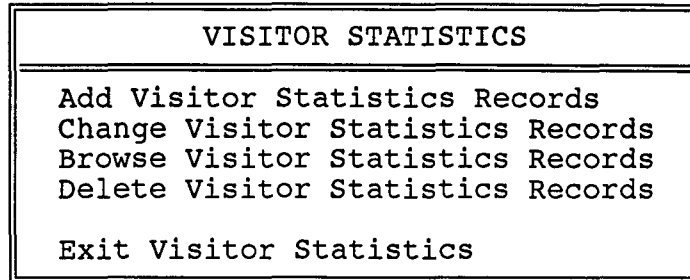 VISITOR STATISTICS
Add Visitor Statistics Records
Change Visitor Statistics Records
Browse Visitor Statistics Records
Delete Visitor Statistics Records
Exit Visitor Statistics